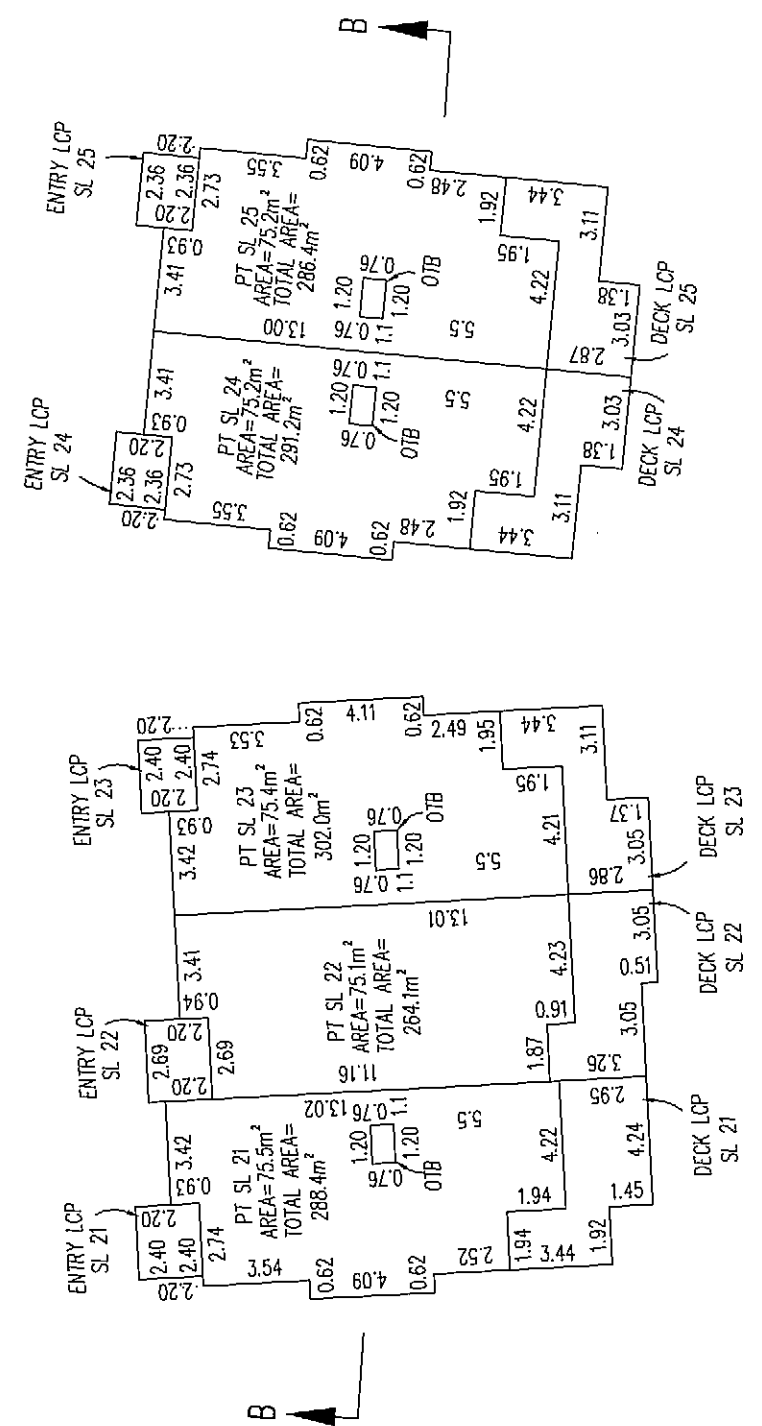 B
ENTRY LCP
SL 25
2.20
2.36
2.36
2.20
2.73
0.93
3.41
3.55
0.62
4.09
0.62
2.48
1.92
3.44
3.11
1.95
4.22
1.38
3.03
2.87
DECK LCP
SL 25
PT SL 25
AREA=75.2m²
TOTAL AREA=
286.4m²
0.76
1.20
1.20
0.76
OTB
1.1
5.5
13.00
ENTRY LCP
SL 24
2.20
2.36
2.36
2.20
2.73
0.93
3.41
3.55
0.62
4.09
0.62
2.48
1.92
3.44
3.11
1.95
4.22
1.38
3.03
DECK LCP
SL 24
PT SL 24
AREA=75.2m²
TOTAL AREA=
291.2m²
0.76
1.20
1.20
0.76
OTB
1.1
5.5
ENTRY LCP
SL 23
2.20
2.40
2.40
2.20
2.74
0.93
3.42
3.53
0.62
4.11
0.62
2.49
1.95
3.44
3.11
1.95
4.21
1.37
3.05
2.86
DECK LCP
SL 23
PT SL 23
AREA=75.4m²
TOTAL AREA=
302.0m²
0.76
1.20
1.20
0.76
OTB
1.1
5.5
13.01
ENTRY LCP
SL 22
2.20
2.69
2.69
2.20
0.94
3.41
PT SL 22
AREA=75.1m²
TOTAL AREA=
264.1m²
11.16
4.23
0.91
1.87
3.05
0.51
3.05
3.26
DECK LCP
SL 22
ENTRY LCP
SL 21
2.20
2.40
2.40
2.20
2.74
0.93
3.42
3.54
0.62
4.09
0.62
2.52
1.94
3.44
1.92
1.94
4.22
1.45
4.24
2.95
DECK LCP
SL 21
PT SL 21
AREA=75.5m²
TOTAL AREA=
288.4m²
13.02
0.76
1.20
1.20
0.76
OTB
1.1
5.5
B